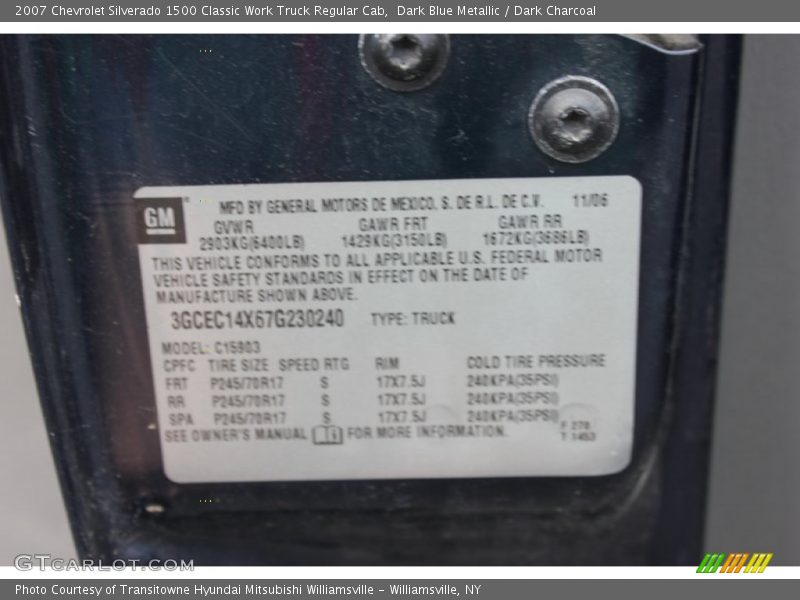 2007 Chevrolet Silverado 1500 Classic Work Truck Regular Cab, Dark Blue Metallic / Dark Charcoal
GM
MFD BY GENERAL MOTORS DE MEXICO, S. DE R.L. DE C.V. 11/06
GVWR GAWR FRT GAWR RR
2903KG(6400LB) 1429KG(3150LB) 1672KG(3686LB)
THIS VEHICLE CONFORMS TO ALL APPLICABLE U.S. FEDERAL MOTOR
VEHICLE SAFETY STANDARDS IN EFFECT ON THE DATE OF
MANUFACTURE SHOWN ABOVE.
3GCEC14X67G230240 TYPE: TRUCK
MODEL: C15903
CPFC TIRE SIZE SPEED RTG RIM COLD TIRE PRESSURE
FRT P245/70R17 S 17X7.5J 240KPA(35PSI)
RR P245/70R17 S 17X7.5J 240KPA(35PSI)
SPA P245/70R17 S 17X7.5J 240KPA(35PSI)
SEE OWNER'S MANUAL FOR MORE INFORMATION.
F 278
T 1453
GTCARLOT.COM
Photo Courtesy of Transitowne Hyundai Mitsubishi Williamsville - Williamsville, NY